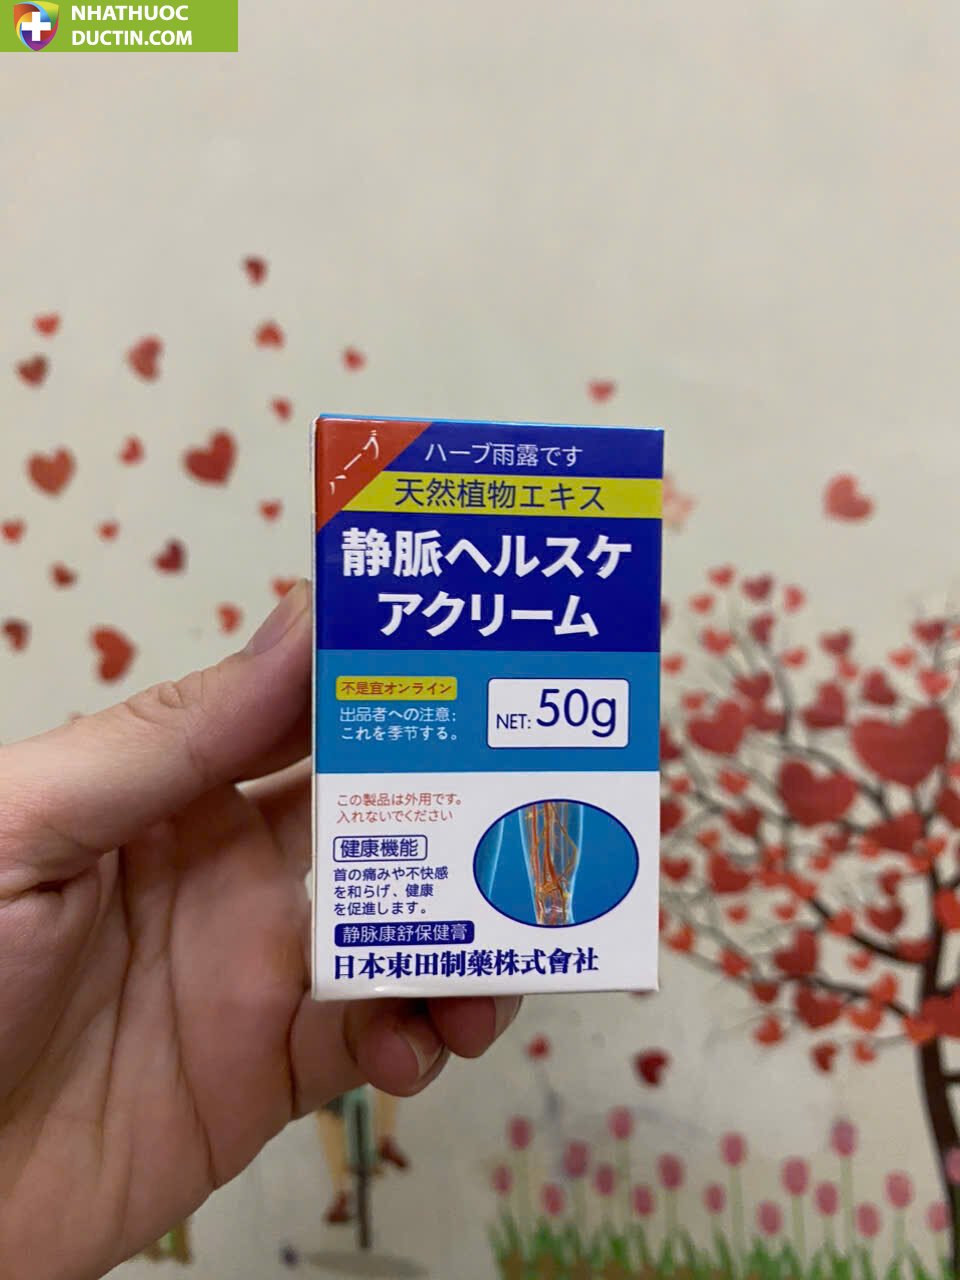 NHATHUOC
DUCTIN.COM
ハーブ
ハーブ雨露です
天然植物エキス
静脈ヘルスケ
アクリーム
不是宜オンライン
出品者への注意:
これを季节する。
NET: 50g
この製品は外用です。
入れないでください
健康機能
首の痛みや不快感
を和らげ、健康
を促進します。
静脉康舒保健膏
日本東田制藥株式會社